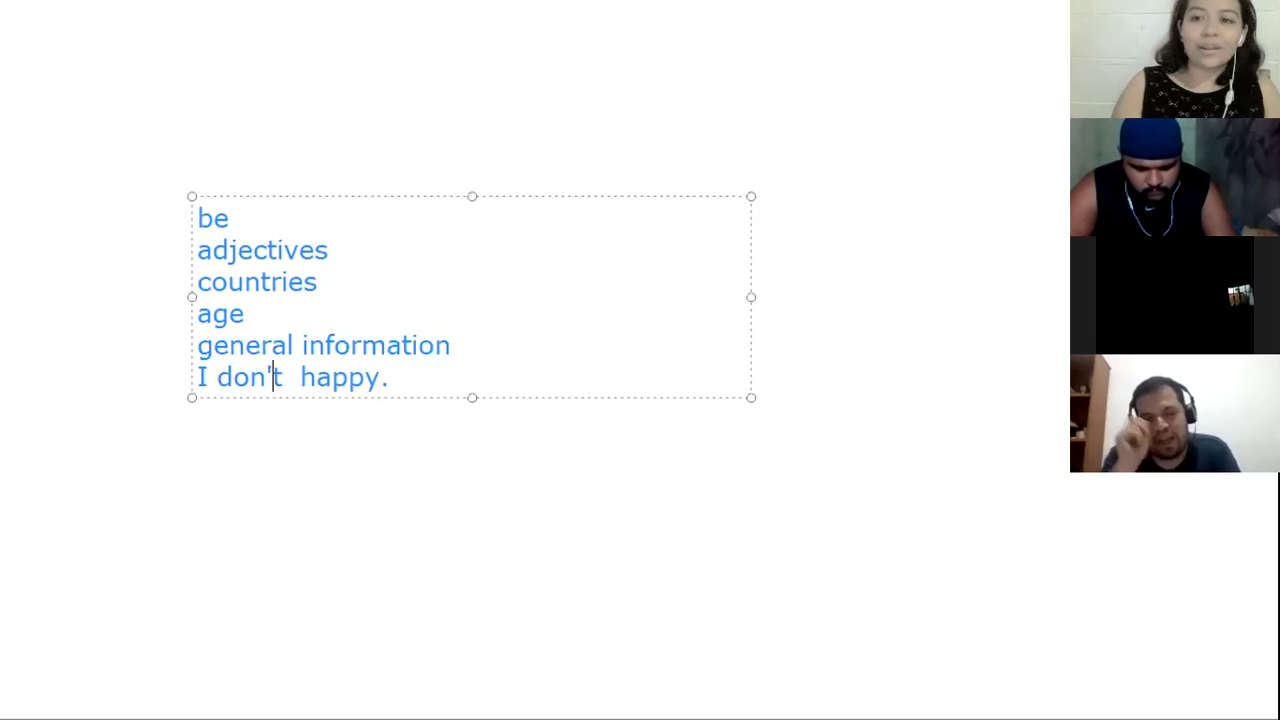 be
adjectives
countries
age
general information
I don't  happy.